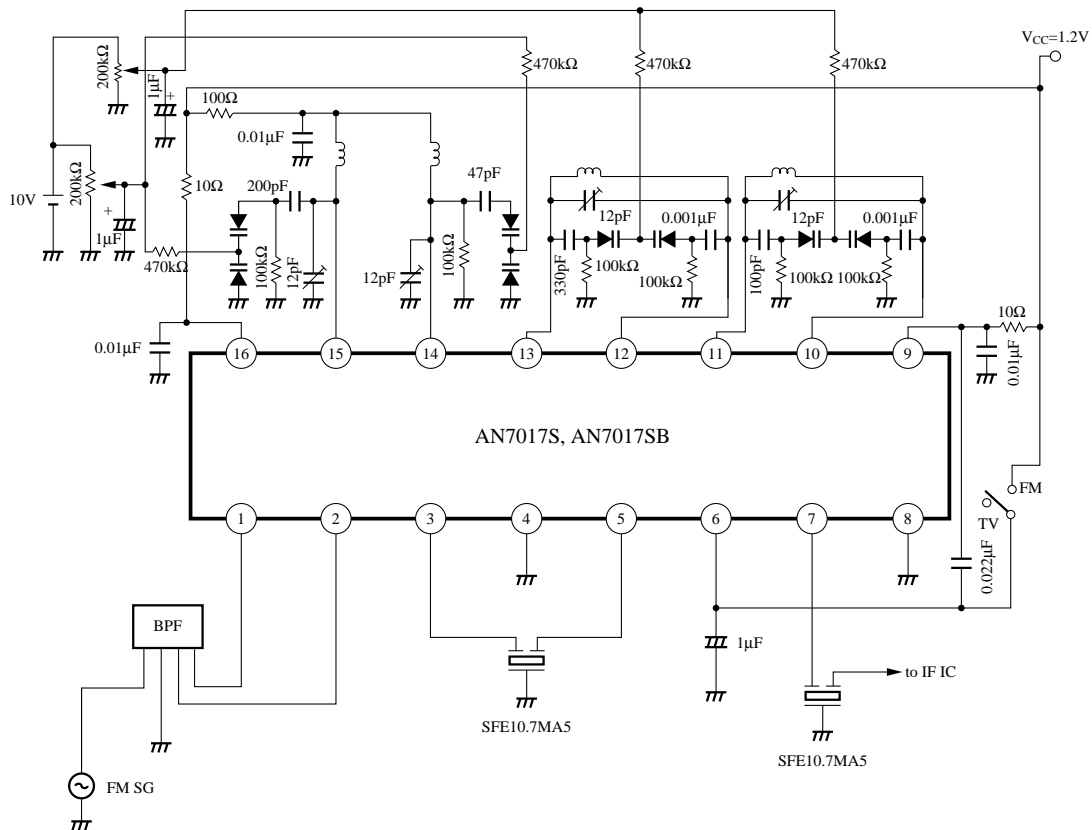 VCC=1.2V
200kΩ
1µF
+
470kΩ
470kΩ
470kΩ
100Ω
0.01µF
10V
200kΩ
+
1µF
10Ω
200pF
47pF
470kΩ
100kΩ
12pF
12pF
100kΩ
12pF
0.001µF
330pF
100kΩ
100kΩ
12pF
0.001µF
100pF
100kΩ
100kΩ
10Ω
0.01µF
0.01µF
16
15
14
13
12
11
10
9
AN7017S, AN7017SB
1
2
3
4
5
6
7
8
FM
TV
0.022µF
BPF
1µF
to IF IC
SFE10.7MA5
SFE10.7MA5
FM SG